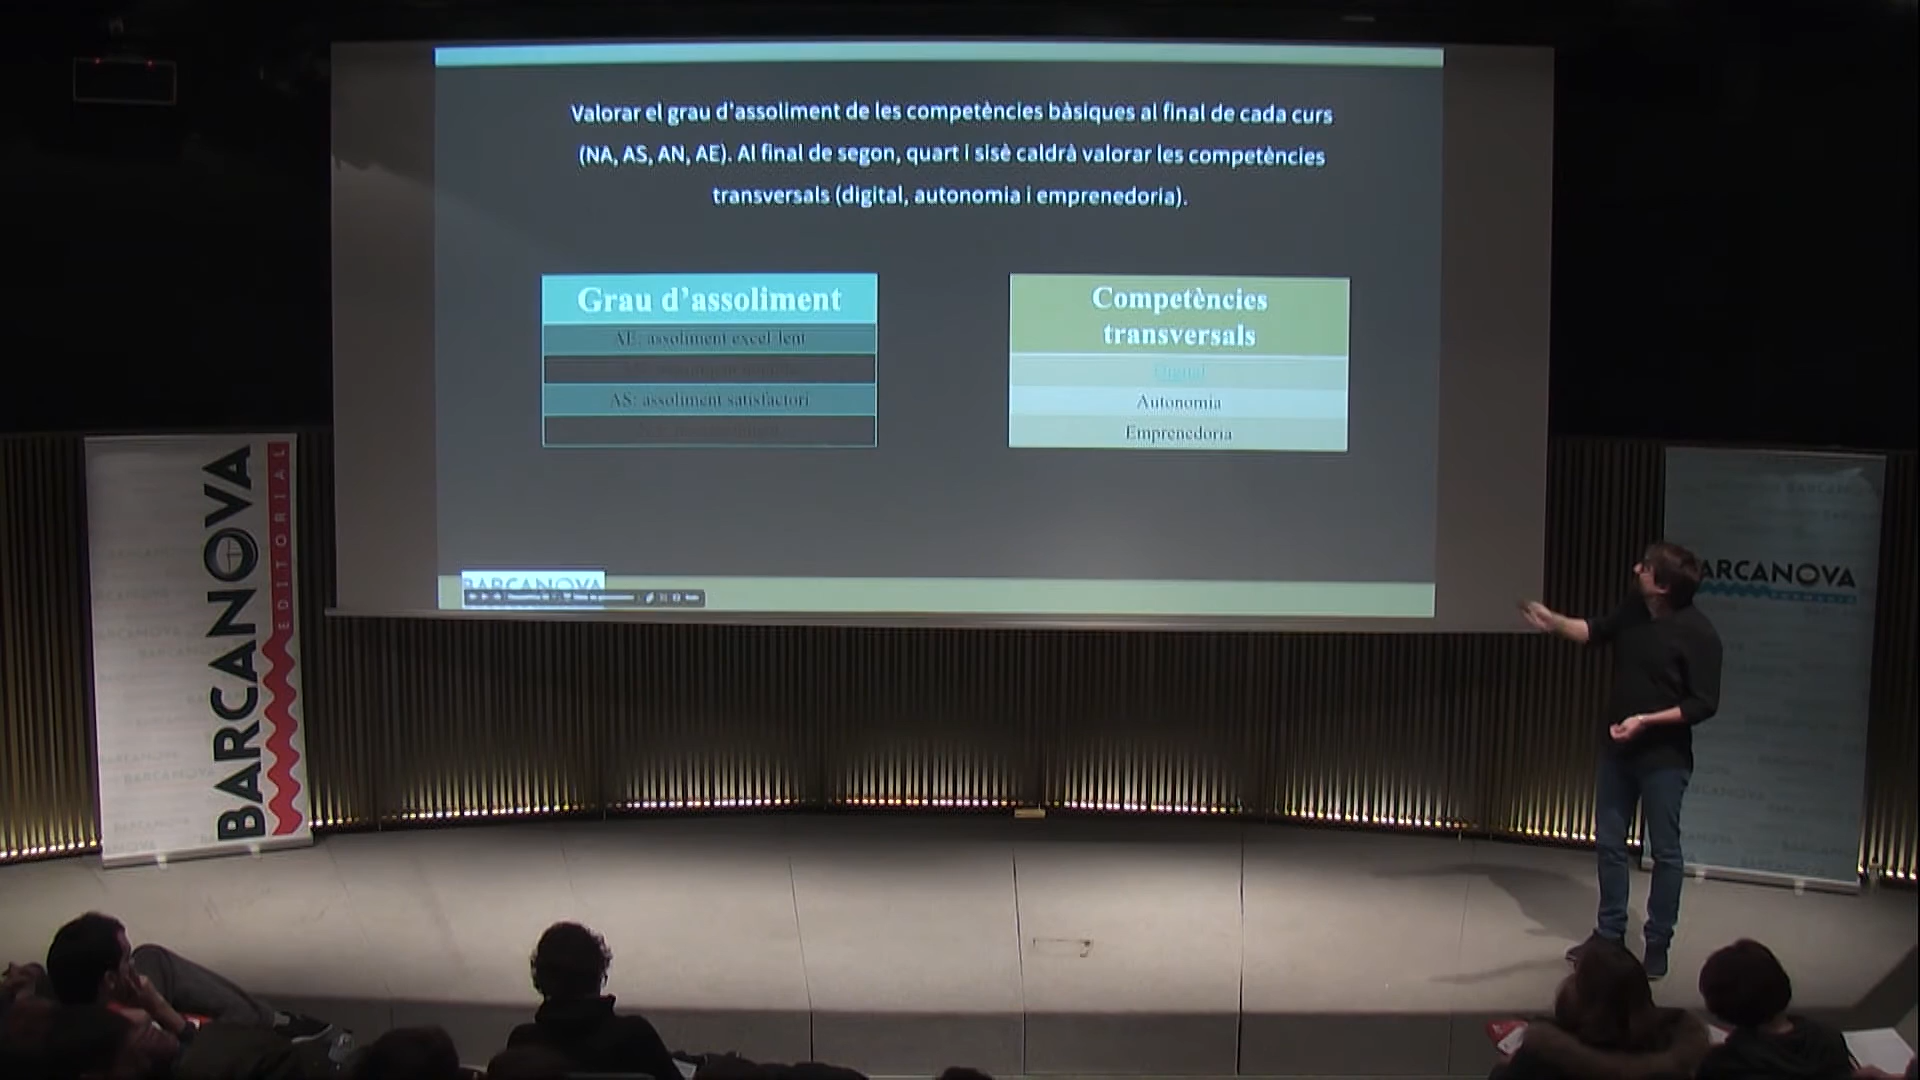 Valorar el grau d'assoliment de les competències bàsiques al final de cada curs
(NA, AS, AN, AE). Al final de segon, quart i sisè caldrà valorar les competències
transversals (digital, autonomia i emprenedoria).
Grau d'assoliment
AE: assoliment excel·lent
AS: assoliment satisfactori
Competències
transversals
Digital
Autonomia
Emprenedoria
BARCANOVA
BARCANOVA
EDITORIAL
ARCANOVA